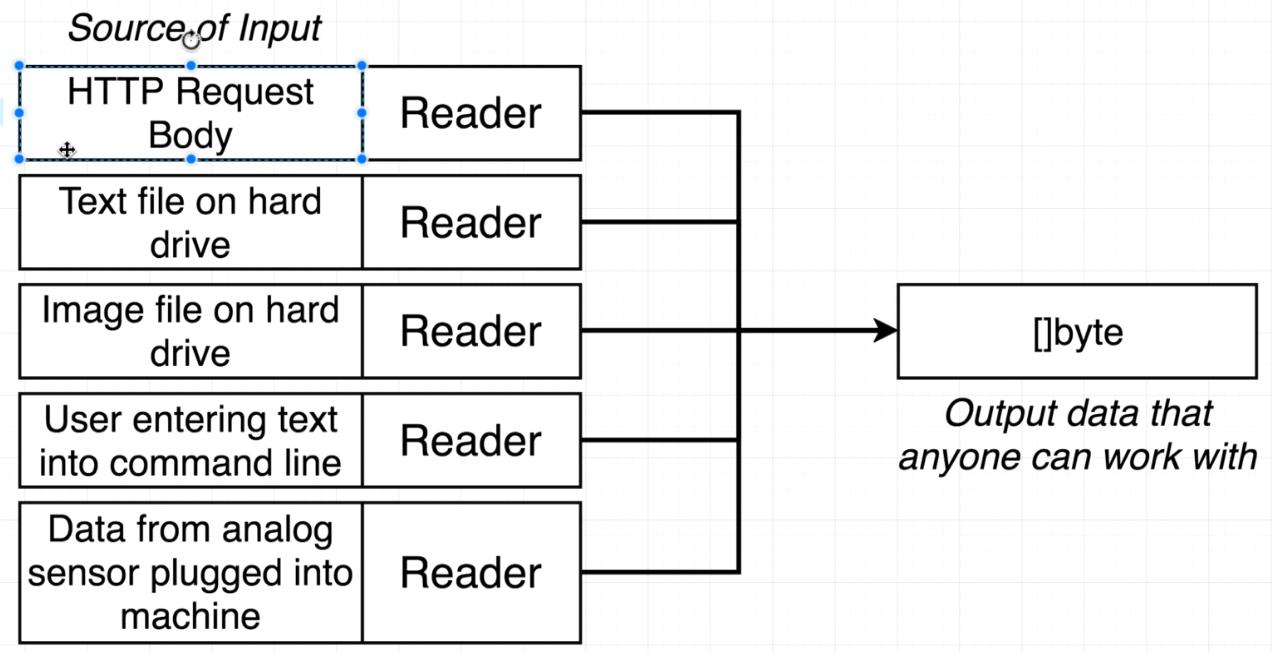 Source of Input
HTTP Request
Body
Reader
Text file on hard
drive
Reader
Image file on hard
drive
Reader
User entering text
into command line
Reader
Data from analog
sensor plugged into
machine
Reader
[]byte
Output data that
anyone can work with